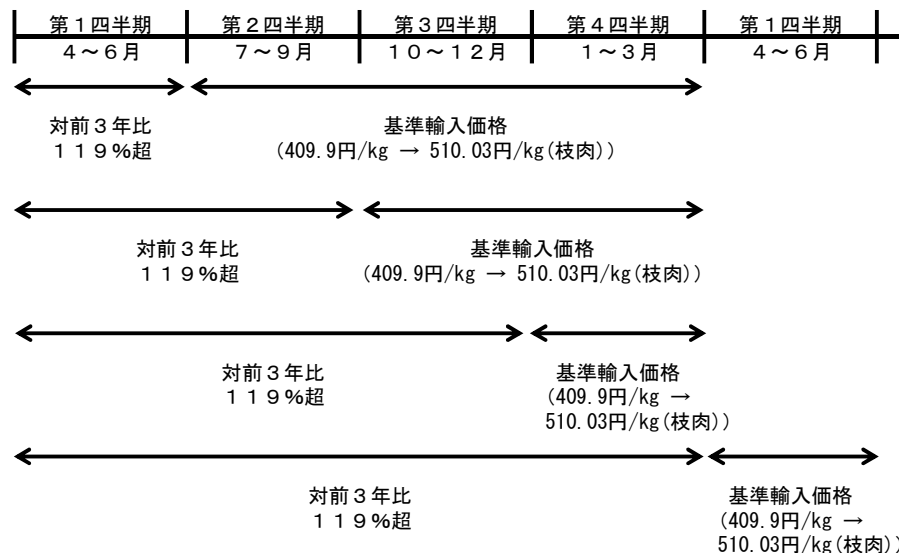 第１四半期 第２四半期 第３四半期 第４四半期 第１四半期
４～６月 ７～９月 １０～１２月 １～３月 ４～６月
対前３年比
１１９％超
基準輸入価格
(409.9円/kg → 510.03円/kg(枝肉))
対前３年比
１１９％超
基準輸入価格
(409.9円/kg → 510.03円/kg(枝肉))
対前３年比
１１９％超
基準輸入価格
(409.9円/kg →
510.03円/kg(枝肉))
対前３年比
１１９％超
基準輸入価格
(409.9円/kg →
510.03円/kg(枝肉))